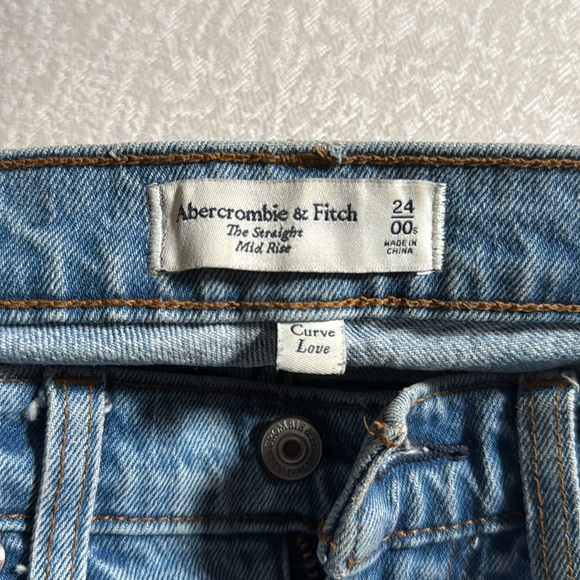 Abercrombie & Fitch
The Straight
Mid Rise
24
00s
MADE IN
CHINA
Curve
Love